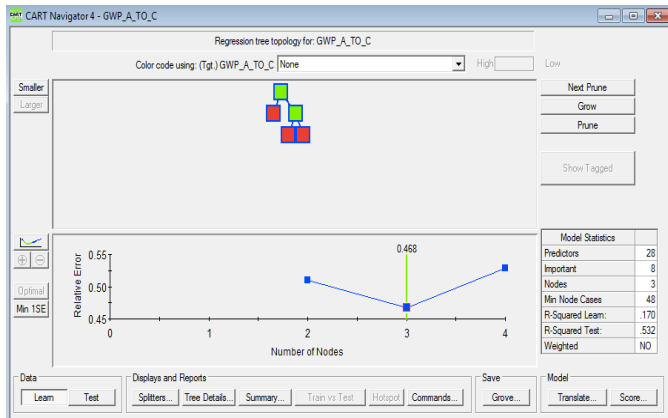 CART CART Navigator 4 - GWP_A_TO_C
Regression tree topology for: GWP_A_TO_C
Color code using: (Tgt.) GWP_A_TO_C None High Low
Smaller
Larger
Next Prune
Grow
Prune
Show Tagged
Optimal
Min 1SE
Relative Error
0.55
0.50
0.45
0.468
0 1 2 3 4
Number of Nodes
Model Statistics
Predictors 28
Important 8
Nodes 3
Min Node Cases 48
R-Squared Learn: .170
R-Squared Test: .532
Weighted NO
Data
Learn Test
Displays and Reports
Splitters... Tree Details... Summary... Train vs Test Hotspot Commands...
Save
Grove...
Model
Translate... Score...